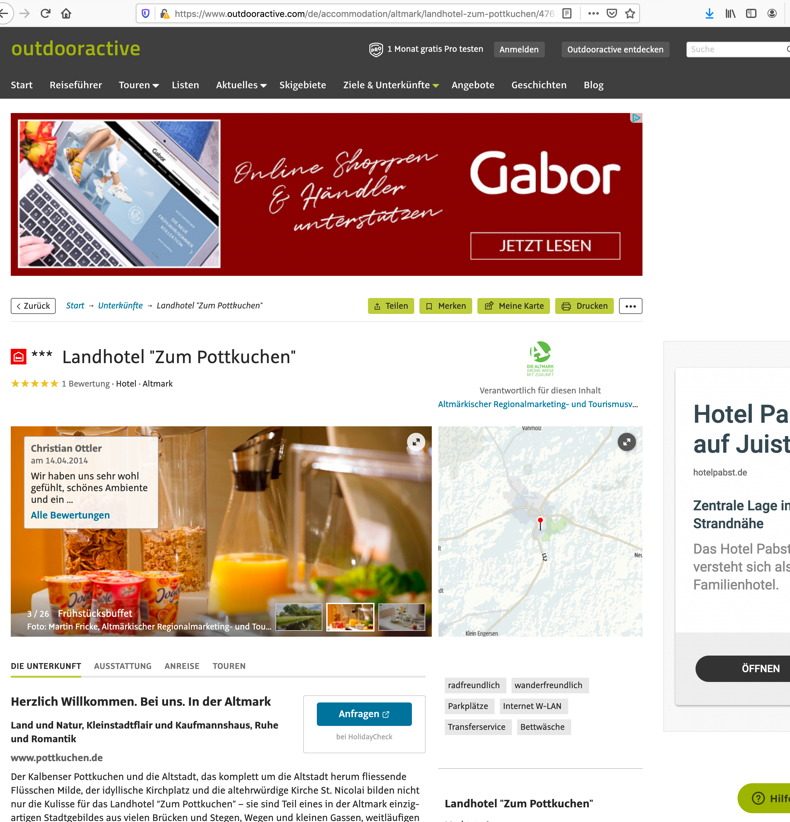 https://www.outdooractive.com/de/accommodation/altmark/landhotel-zum-pottkuchen/476
outdooractive
1 Monat gratis Pro testen
Anmelden
Outdooractive entdecken
Suche
Start Reiseführer Touren Listen Aktuelles Skigebiete Ziele & Unterkünfte Angebote Geschichten Blog
Online Shoppen
& Händler
unterstützen
Gabor
JETZT LESEN
Zurück
Start → Unterkünfte → Landhotel "Zum Pottkuchen"
Teilen
Merken
Meine Karte
Drucken
•••
*** Landhotel "Zum Pottkuchen"
1 Bewertung · Hotel · Altmark
DIE ALTMARK
GRÜNE WIESE
MIT ZUKUNFT
Verantwortlich für diesen Inhalt
Altmärkischer Regionalmarketing- und Tourismusv...
Christian Ottler
am 14.04.2014
Wir haben uns sehr wohl
gefühlt, schönes Ambiente
und ein ...
Alle Bewertungen
3 / 26 Frühstücksbuffet
Foto: Martin Fricke, Altmärkischer Regionalmarketing- und Tou...
Vahnholz
Klein Engersen
Hotel Pa
auf Juist
hotelpabst.de
Zentrale Lage in
Strandnähe
Das Hotel Pabst
versteht sich als
Familienhotel.
ÖFFNEN
DIE UNTERKUNFT AUSSTATTUNG ANREISE TOUREN
Herzlich Willkommen. Bei uns. In der Altmark
Land und Natur, Kleinstadtflair und Kaufmannshaus, Ruhe
und Romantik
www.pottkuchen.de
Anfragen
bei HolidayCheck
Der Kalbenser Pottkuchen und die Altstadt, das komplett um die Altstadt herum fliessende
Flüsschen Milde, der idyllische Kirchplatz und die altehrwürdige Kirche St. Nicolai bilden nicht
nur die Kulisse für das Landhotel "Zum Pottkuchen" – sie sind Teil eines in der Altmark einzig-
artigen Stadtgebildes aus vielen Brücken und Stegen, Wegen und kleinen Gassen, weitläufigen
radfreundlich
wanderfreundlich
Parkplätze
Internet W-LAN
Transferservice
Bettwäsche
Landhotel "Zum Pottkuchen"
Hilfe